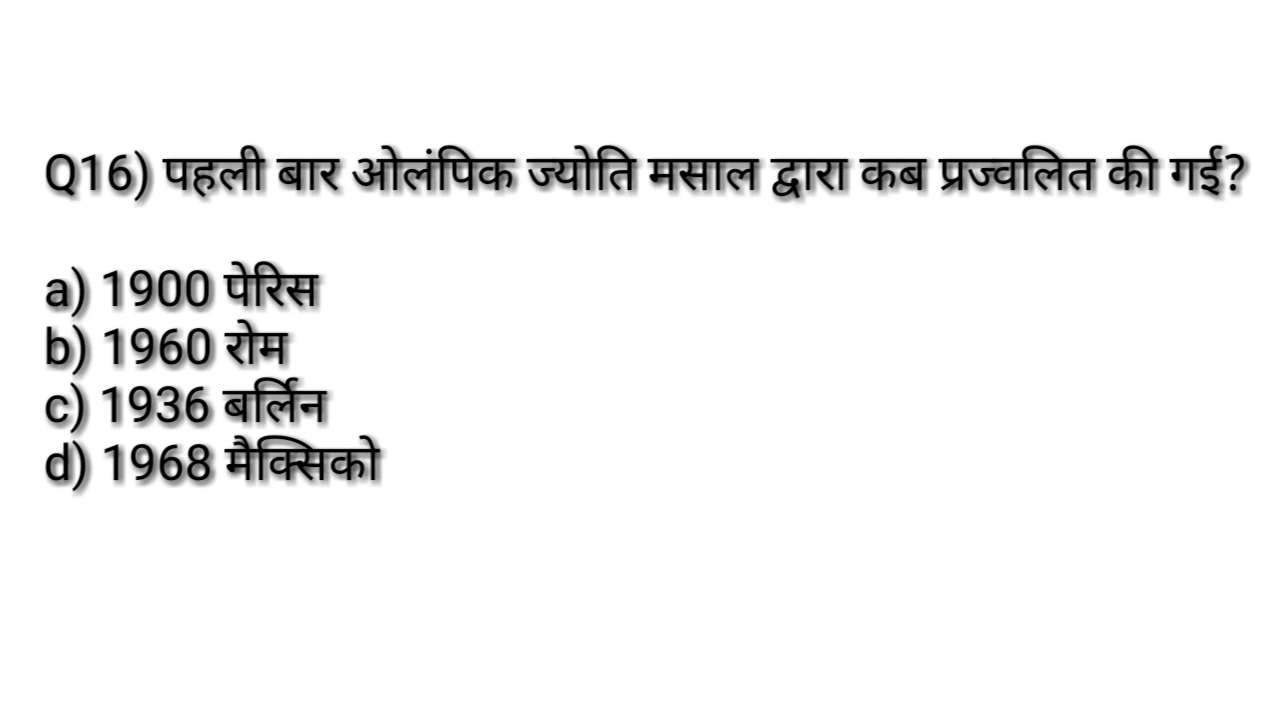 Q16) पहली बार ओलंपिक ज्योति मसाल द्वारा कब प्रज्वलित की गई?
a) 1900 पेरिस
b) 1960 रोम
c) 1936 बर्लिन
d) 1968 मैक्सिको